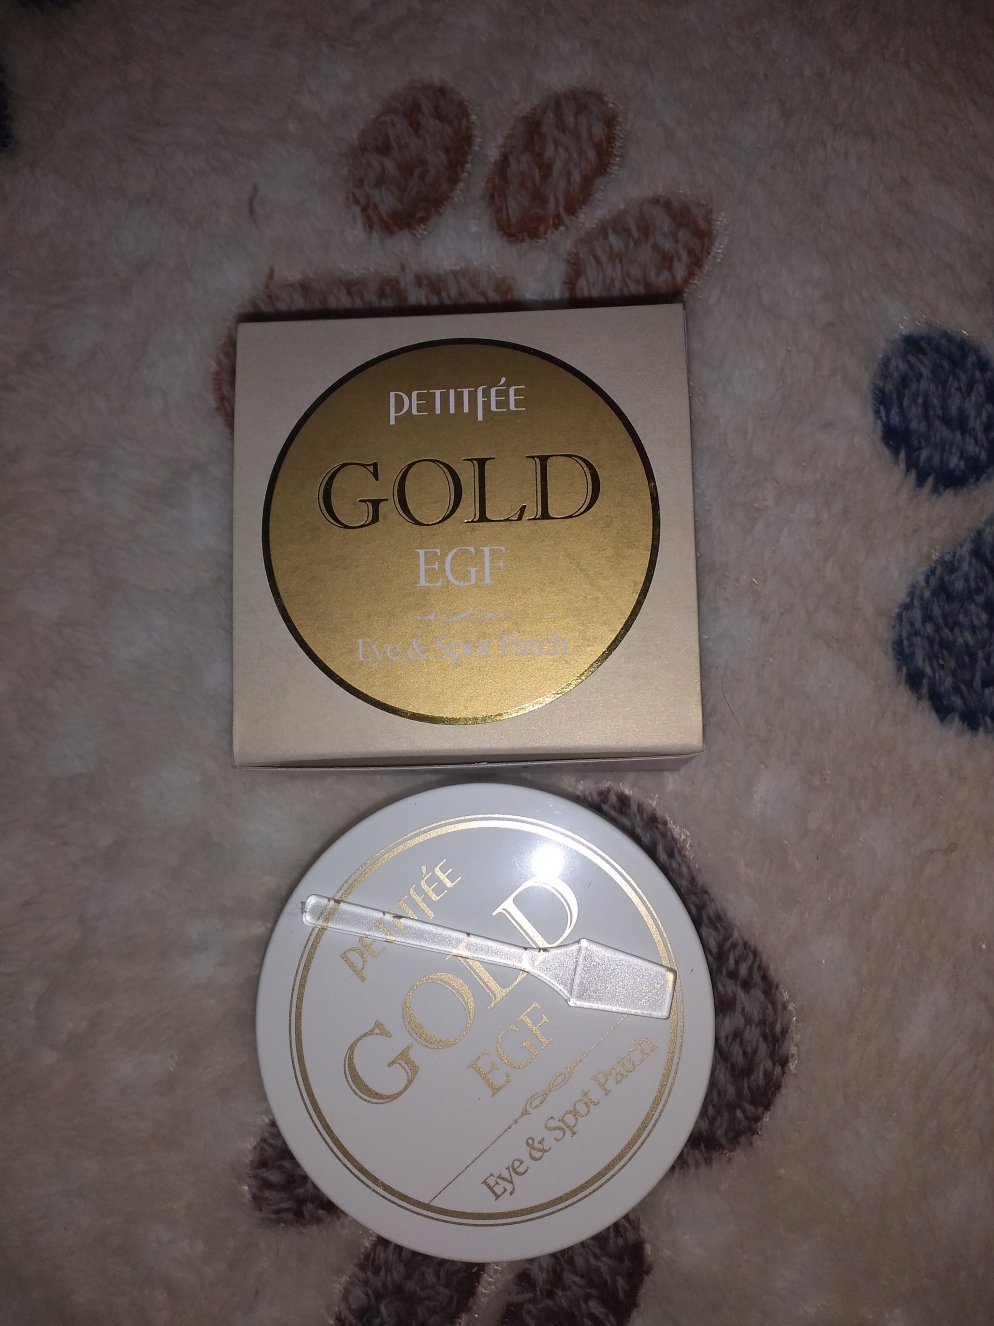 PETITFÉE
GOLD
EGF
Eye & Spot Patch
PETITFÉE
GOLD
EGF
Eye & Spot Patch